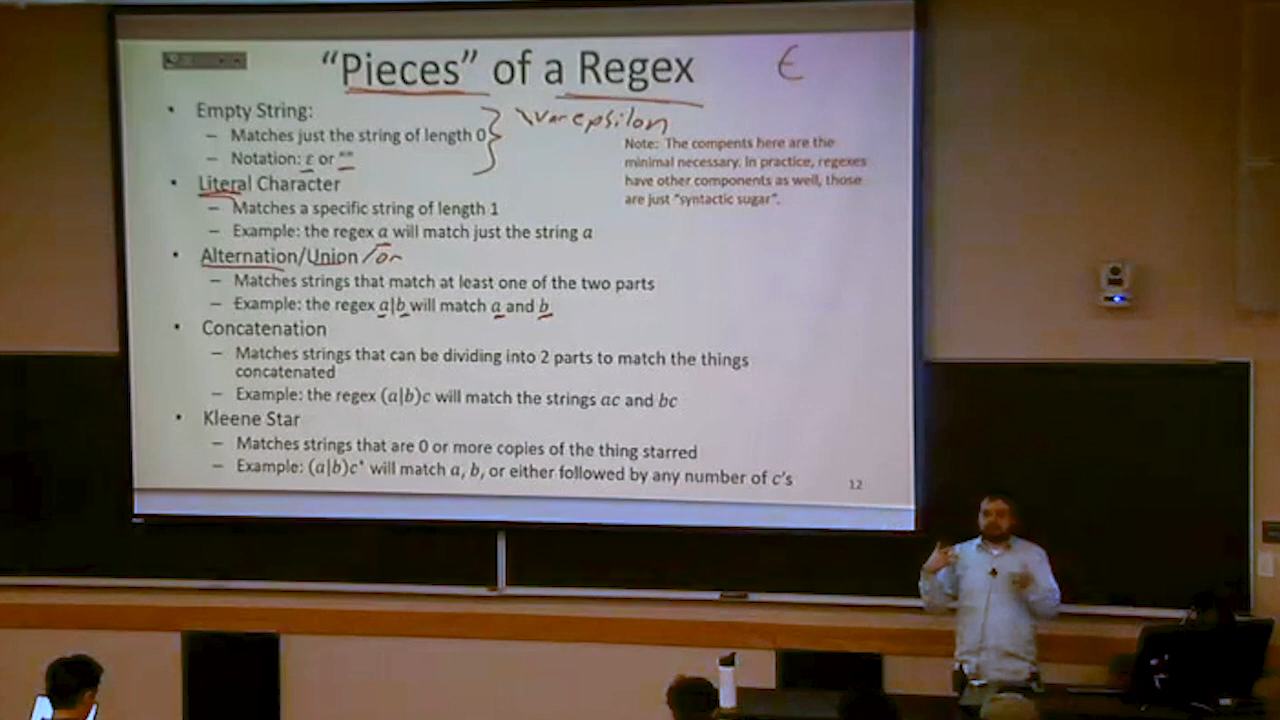 "Pieces" of a Regex ϵ
• Empty String:
– Matches just the string of length 0
– Notation: ε or ""
\varepsilon
Note: The compents here are the
minimal necessary. In practice, regexes
have other components as well, those
are just "syntactic sugar".
• Literal Character
– Matches a specific string of length 1
– Example: the regex a will match just the string a
• Alternation/Union /or
– Matches strings that match at least one of the two parts
– Example: the regex a|b will match a and b
• Concatenation
– Matches strings that can be dividing into 2 parts to match the things
concatenated
– Example: the regex (a|b)c will match the strings ac and bc
• Kleene Star
– Matches strings that are 0 or more copies of the thing starred
– Example: (a|b)c* will match a, b, or either followed by any number of c's
12